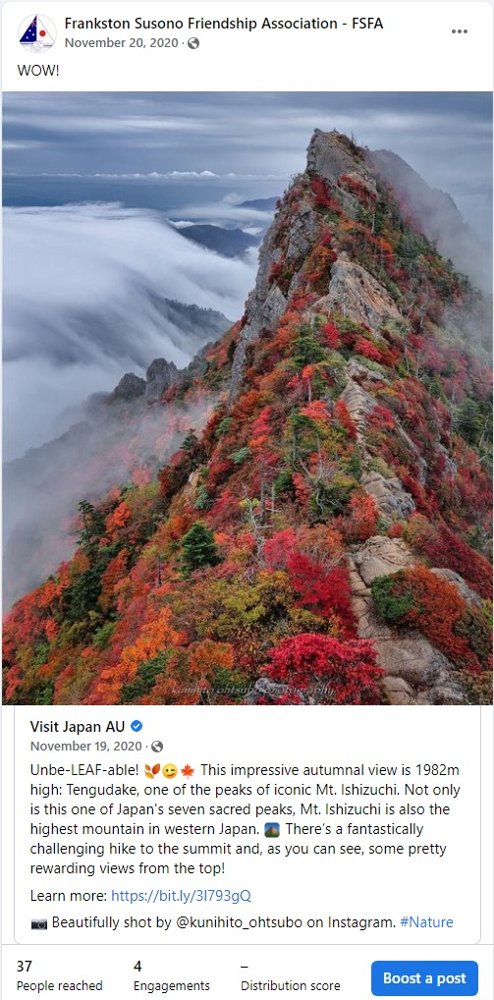 Frankston Susono Friendship Association - FSFA
November 20, 2020 ·
WOW!
kunihito ohtsubo photography
Visit Japan AU
November 19, 2020 ·
Unbe-LEAF-able! 🍂😉🍁 This impressive autumnal view is 1982m
high: Tengudake, one of the peaks of iconic Mt. Ishizuchi. Not only
is this one of Japan's seven sacred peaks, Mt. Ishizuchi is also the
highest mountain in western Japan. 🌄 There's a fantastically
challenging hike to the summit and, as you can see, some pretty
rewarding views from the top!
Learn more: https://bit.ly/3l793gQ
📷 Beautifully shot by @kunihito_ohtsubo on Instagram. #Nature
37 4 –
People reached Engagements Distribution score
Boost a post